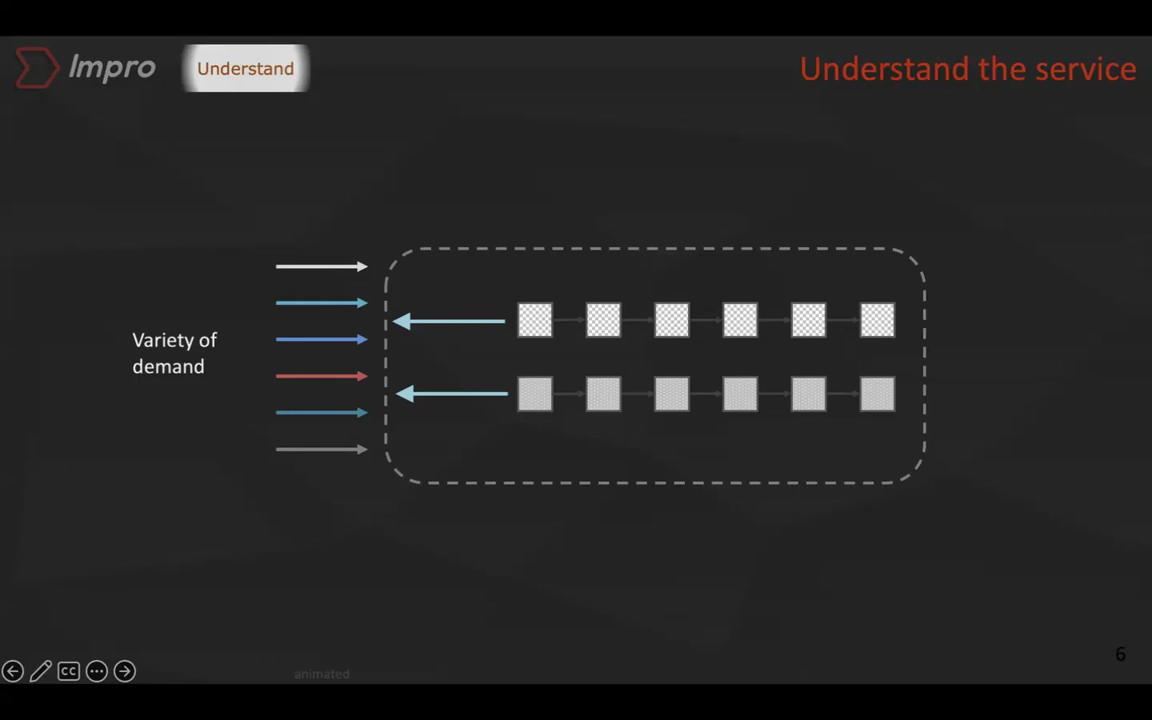 Impro
Understand
Understand the service
Variety of
demand
6
CC
animated